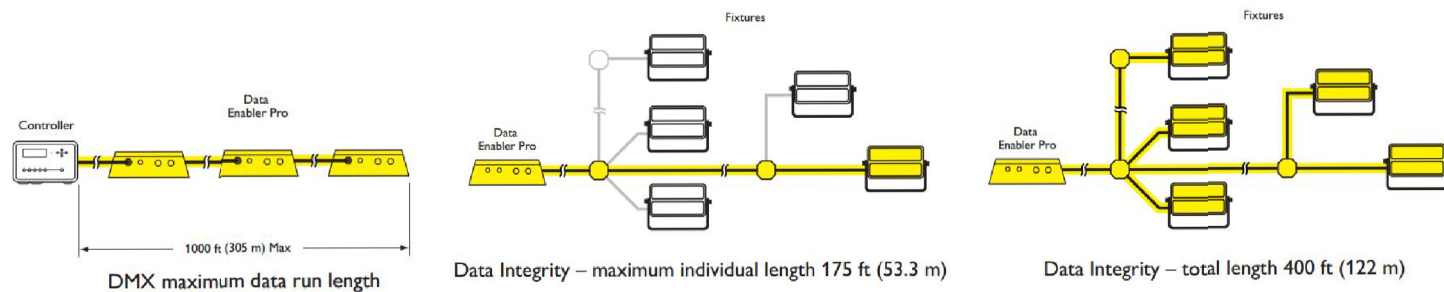 Controller
Data
Enabler Pro
1000 ft (305 m) Max
DMX maximum data run length
Fixtures
Data
Enabler Pro
Data Integrity – maximum individual length 175 ft (53.3 m)
Fixtures
Data
Enabler Pro
Data Integrity – total length 400 ft (122 m)